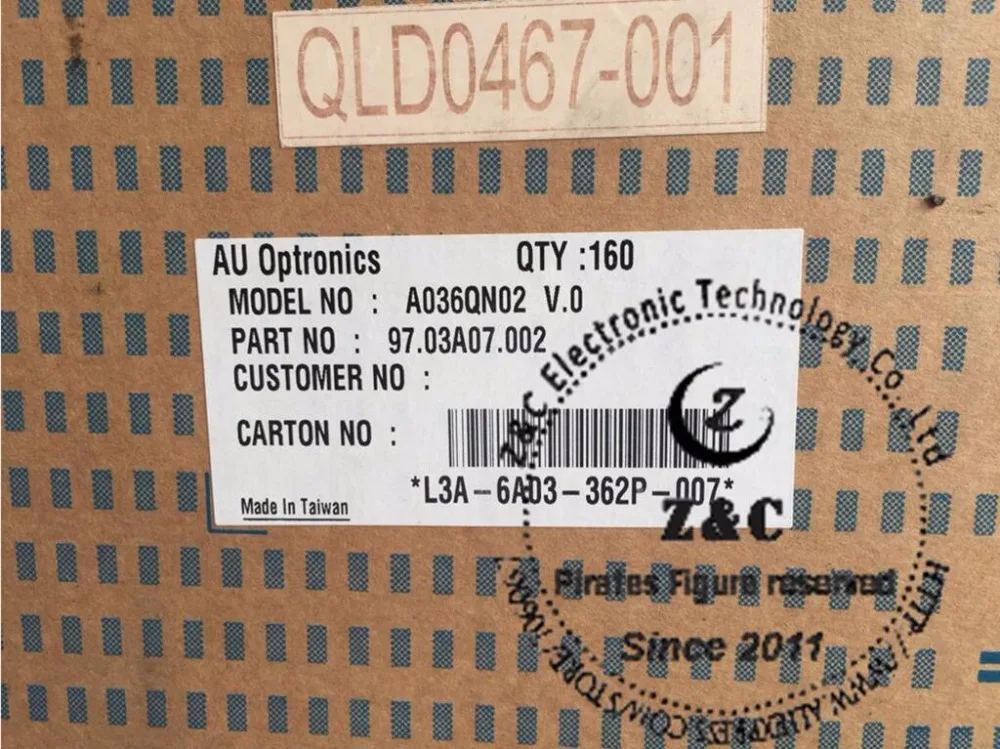 QLD0467-001
AU Optronics QTY :160
MODEL NO : A036QN02 V.0
PART NO : 97.03A07.002
CUSTOMER NO :
CARTON NO :
*L3A-6A03-362P-007*
Made In Taiwan
Z&C Electronic Technology Co.,Ltd
Z
Z&C
Pirates Figure reserved
Since 2011